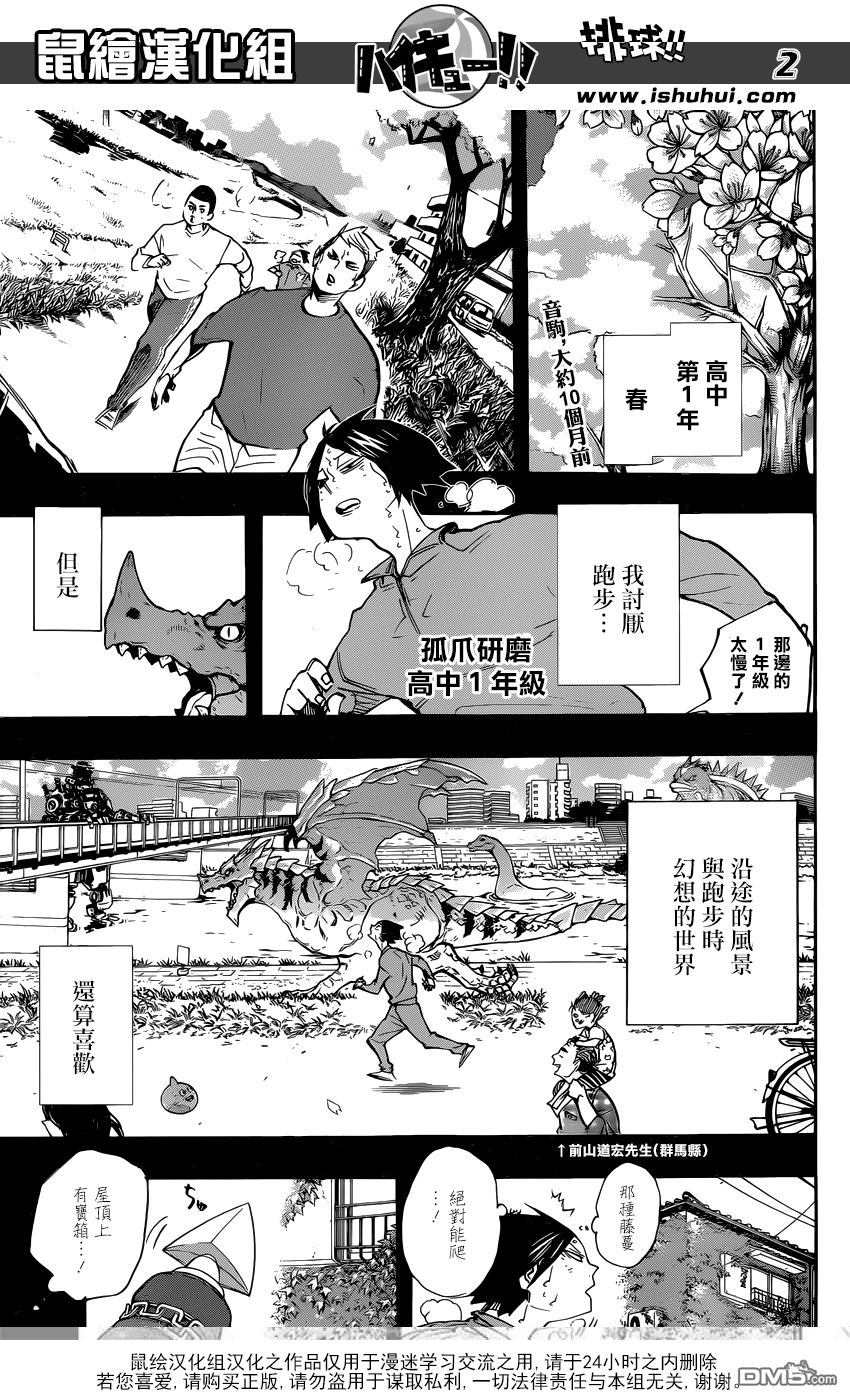 鼠繪漢化組
ハイキュー!!
排球!!
2
www.ishuhui.com
高中
第1年
春
音駒,大約10個月前
那邊的
1年級
太慢了!
我討厭
跑步…
孤爪研磨
高中1年級
但是
沿途的風景
與跑步時
幻想的世界
還算喜歡
↑前山道宏先生(群馬縣)
那種藤蔓
絕對能爬
…!
屋頂上
有寶箱…!
鼠绘汉化组汉化之作品仅用于漫迷学习交流之用,请于24小时之内删除
若您喜爱,请购买正版,请勿盗用于谋取私利,一切法律责任与本组无关,谢谢。
DM5.com